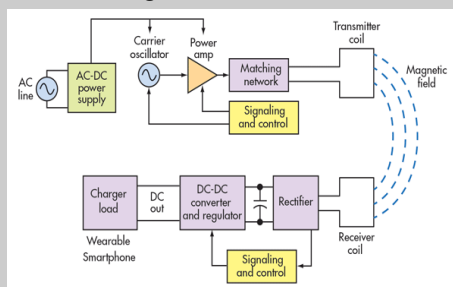 Transmitter
coil
Carrier
oscillator
Power
amp
AC
line
AC-DC
power
supply
Matching
network
Magnetic
field
Signaling
and control
Charger
load
DC
out
DC-DC
converter
and regulator
Rectifier
Wearable
Smartphone
Signaling
and control
Receiver
coil